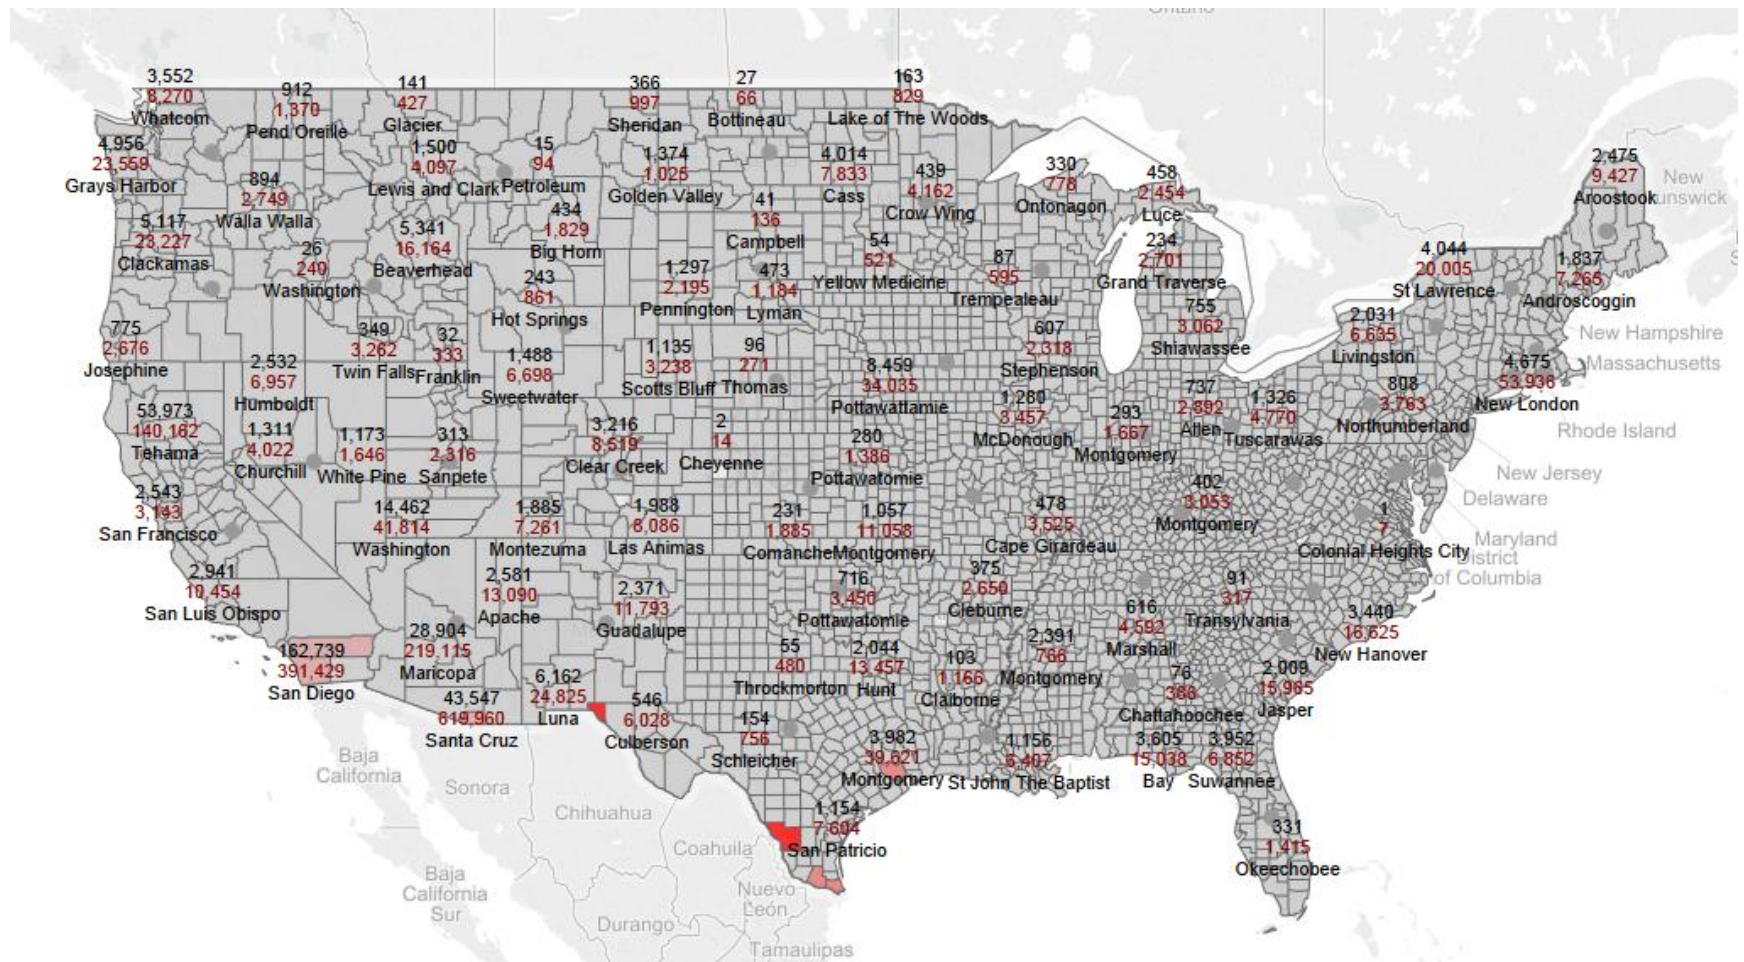 Ontario
3,552
8,270
Whatcom
912
1,370
Pend Oreille
141
427
Glacier
366
997
Sheridan
27
66
Bottineau
163
829
Lake of The Woods
4,956
23,559
Grays Harbor
894
2,749
Walla Walla
1,500
4,097
Lewis and Clark
15
94
Petroleum
1,374
1,025
Golden Valley
4,014
7,833
Cass
439
4,162
Crow Wing
330
778
Ontonagon
458
2,454
Luce
2,475
9,427
Aroostook
New
unswick
5,117
23,227
Clackamas
26
240
Washington
5,341
16,164
Beaverhead
434
1,829
Big Horn
41
136
Campbell
54
521
Yellow Medicine
87
595
Trempealeau
234
2,701
Grand Traverse
4,044
20,005
St Lawrence
1,837
7,265
Androscoggin
243
861
Hot Springs
1,297
2,195
Pennington
473
1,184
Lyman
755
3,062
Shiawassee
2,031
6,635
Livingston
New Hampshire
Massachusetts
775
2,676
Josephine
349
3,262
Twin Falls
32
333
Franklin
1,488
6,698
Sweetwater
1,135
3,238
Scotts Bluff
96
271
Thomas
8,459
34,035
Pottawattamie
607
2,318
Stephenson
4,675
53,936
New London
Rhode Island
2,532
6,957
Humboldt
53,973
140,162
Tehama
1,311
4,022
Churchill
1,173
1,646
White Pine
313
2,316
Sanpete
3,216
8,519
Clear Creek
2
14
Cheyenne
280
1,386
Pottawatomie
1,280
3,457
McDonough
293
1,667
Montgomery
737
2,892
Allen
1,326
4,770
Tuscarawas
808
3,763
Northumberland
New Jersey
Delaware
Maryland
District
of Columbia
2,543
3,143
San Francisco
14,462
41,814
Washington
1,885
7,261
Montezuma
1,988
8,086
Las Animas
231
1,885
Comanche
1,057
11,058
Montgomery
478
3,525
Cape Girardeau
402
3,053
Montgomery
1
7
Colonial Heights City
2,941
10,454
San Luis Obispo
2,581
13,090
Apache
2,371
11,793
Guadalupe
716
3,450
Pottawatomie
375
2,650
Cleburne
616
4,592
Marshall
91
317
Transylvania
3,440
16,625
New Hanover
162,739
391,429
San Diego
28,904
219,115
Maricopa
43,547
619,960
Santa Cruz
6,162
24,825
Luna
546
6,028
Culberson
55
480
Throckmorton
2,044
13,457
Hunt
103
1,166
Claiborne
2,391
766
Montgomery
76
388
Chattahoochee
2,009
15,985
Jasper
154
756
Schleicher
3,982
39,621
Montgomery
4,156
6,407
St John The Baptist
3,605
15,038
Bay
3,952
6,852
Suwannee
1,154
7,604
San Patricio
331
1,415
Okeechobee
Baja
California
Sonora
Chihuahua
Coahuila
Baja
California
Sur
Nuevo
León
Durango
Tamaulipas